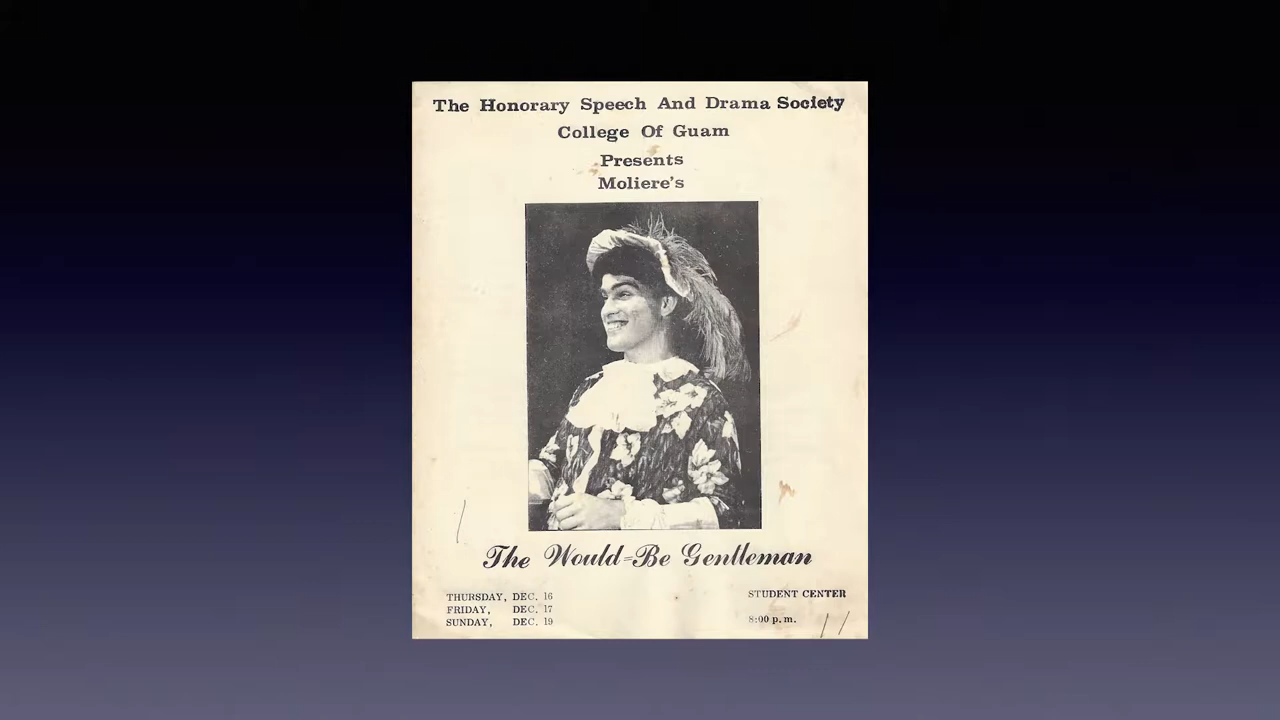 The Honorary Speech And Drama Society
College Of Guam
Presents
Moliere's
The Would-Be Gentleman
THURSDAY, DEC. 16
FRIDAY, DEC. 17
SUNDAY, DEC. 19
STUDENT CENTER
8:00 p.m.